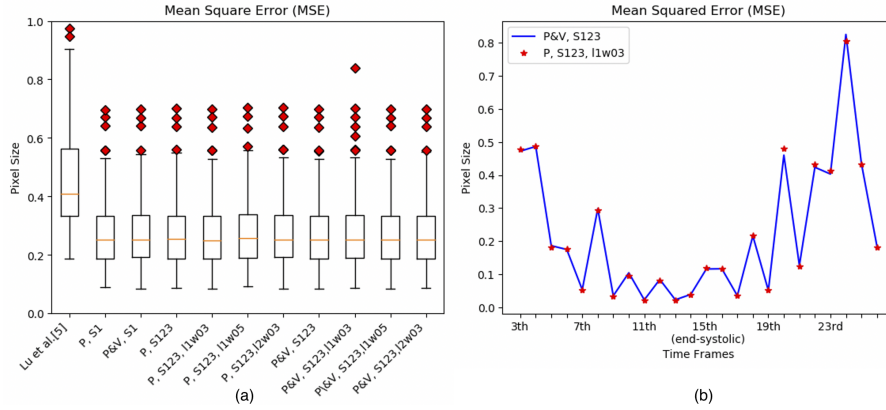 Mean Square Error (MSE)
1.0
0.8
0.6
0.4
0.2
0.0
Pixel Size
Lu et al.[5]
P, S1
P&V, S1
P, S123
P, S123, l1w03
P, S123, l1w05
P, S123,l2w03
P&V, S123
P&V, S123,l1w03
P\&V, S123,l1w05
P&V, S123,l2w03
(a)
Mean Squared Error (MSE)
P&V, S123
P, S123, l1w03
0.8
0.7
0.6
0.5
0.4
0.3
0.2
0.1
0.0
Pixel Size
3th 7th 11th 15th 19th 23rd
(end-systolic)
Time Frames
(b)